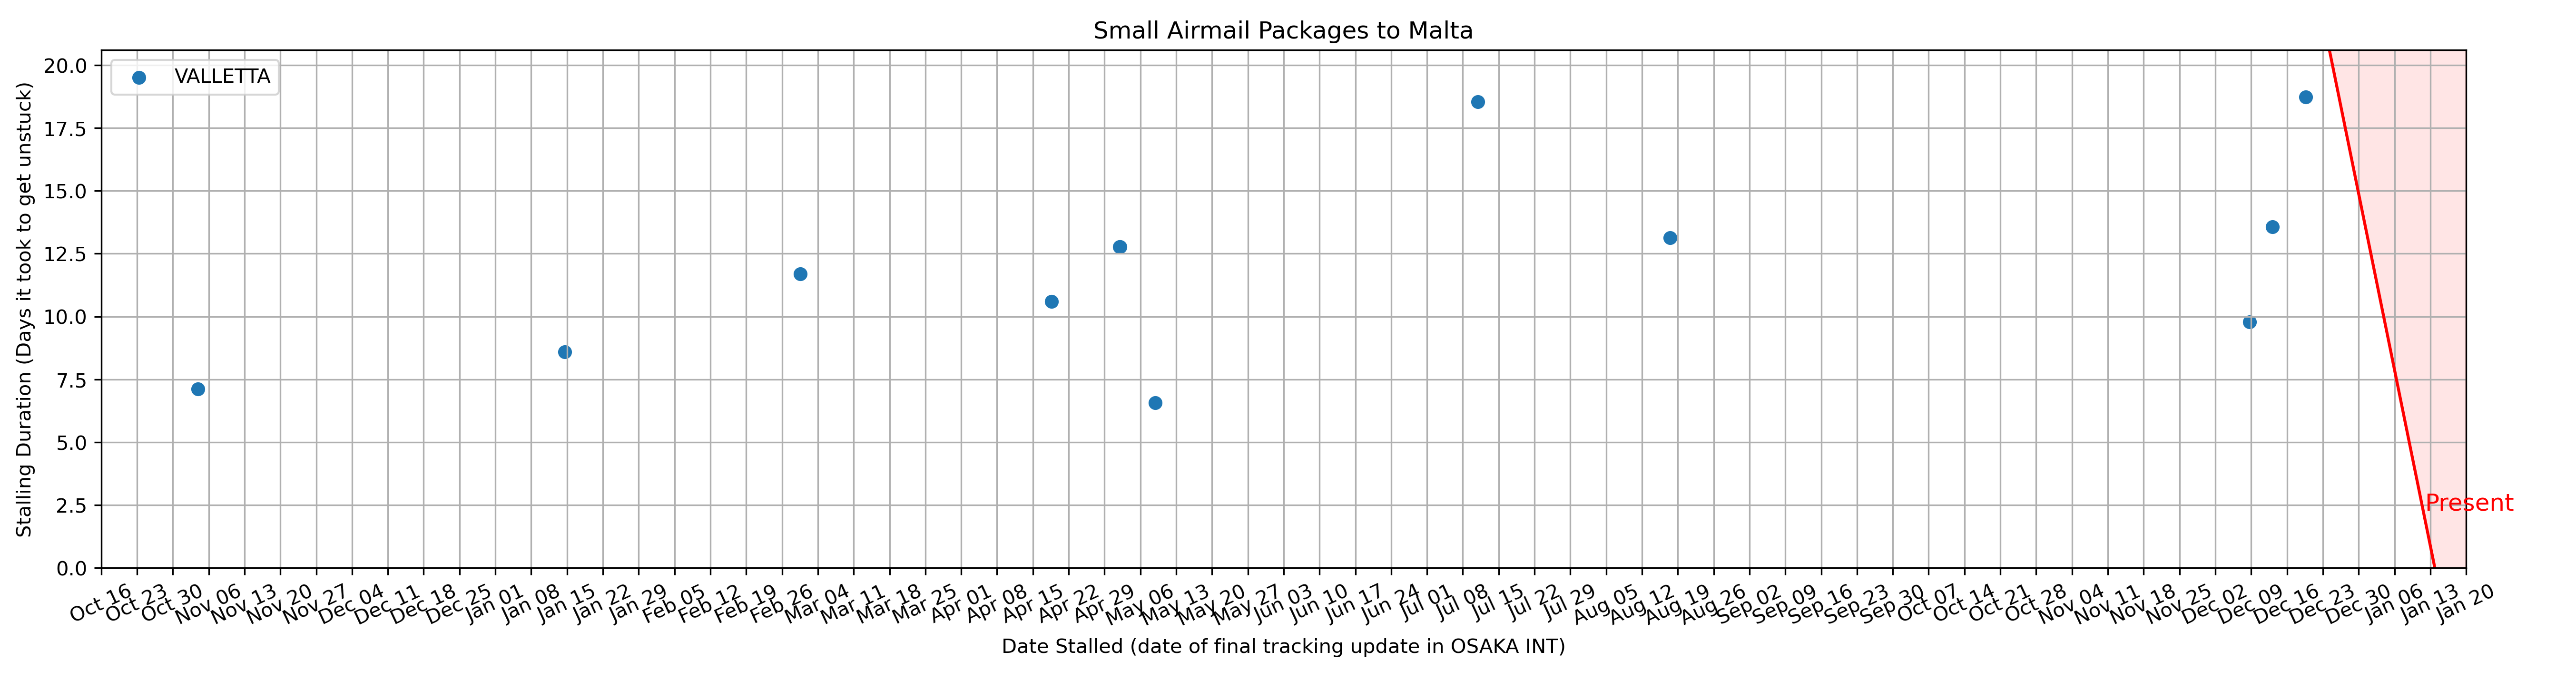 Small Airmail Packages to Malta
VALLETTA
Stalling Duration (Days it took to get unstuck)
20.0
17.5
15.0
12.5
10.0
7.5
5.0
2.5
0.0
Present
Oct 16 Oct 23 Oct 30 Nov 06 Nov 13 Nov 20 Nov 27 Dec 04 Dec 11 Dec 18 Dec 25 Jan 01 Jan 08 Jan 15 Jan 22 Jan 29 Feb 05 Feb 12 Feb 19 Feb 26 Mar 04 Mar 11 Mar 18 Mar 25 Apr 01 Apr 08 Apr 15 Apr 22 Apr 29 May 06 May 13 May 20 May 27 Jun 03 Jun 10 Jun 17 Jun 24 Jul 01 Jul 08 Jul 15 Jul 22 Jul 29 Aug 05 Aug 12 Aug 19 Aug 26 Sep 02 Sep 09 Sep 16 Sep 23 Sep 30 Oct 07 Oct 14 Oct 21 Oct 28 Nov 04 Nov 11 Nov 18 Nov 25 Dec 02 Dec 09 Dec 16 Dec 23 Dec 30 Jan 06 Jan 13 Jan 20
Date Stalled (date of final tracking update in OSAKA INT)